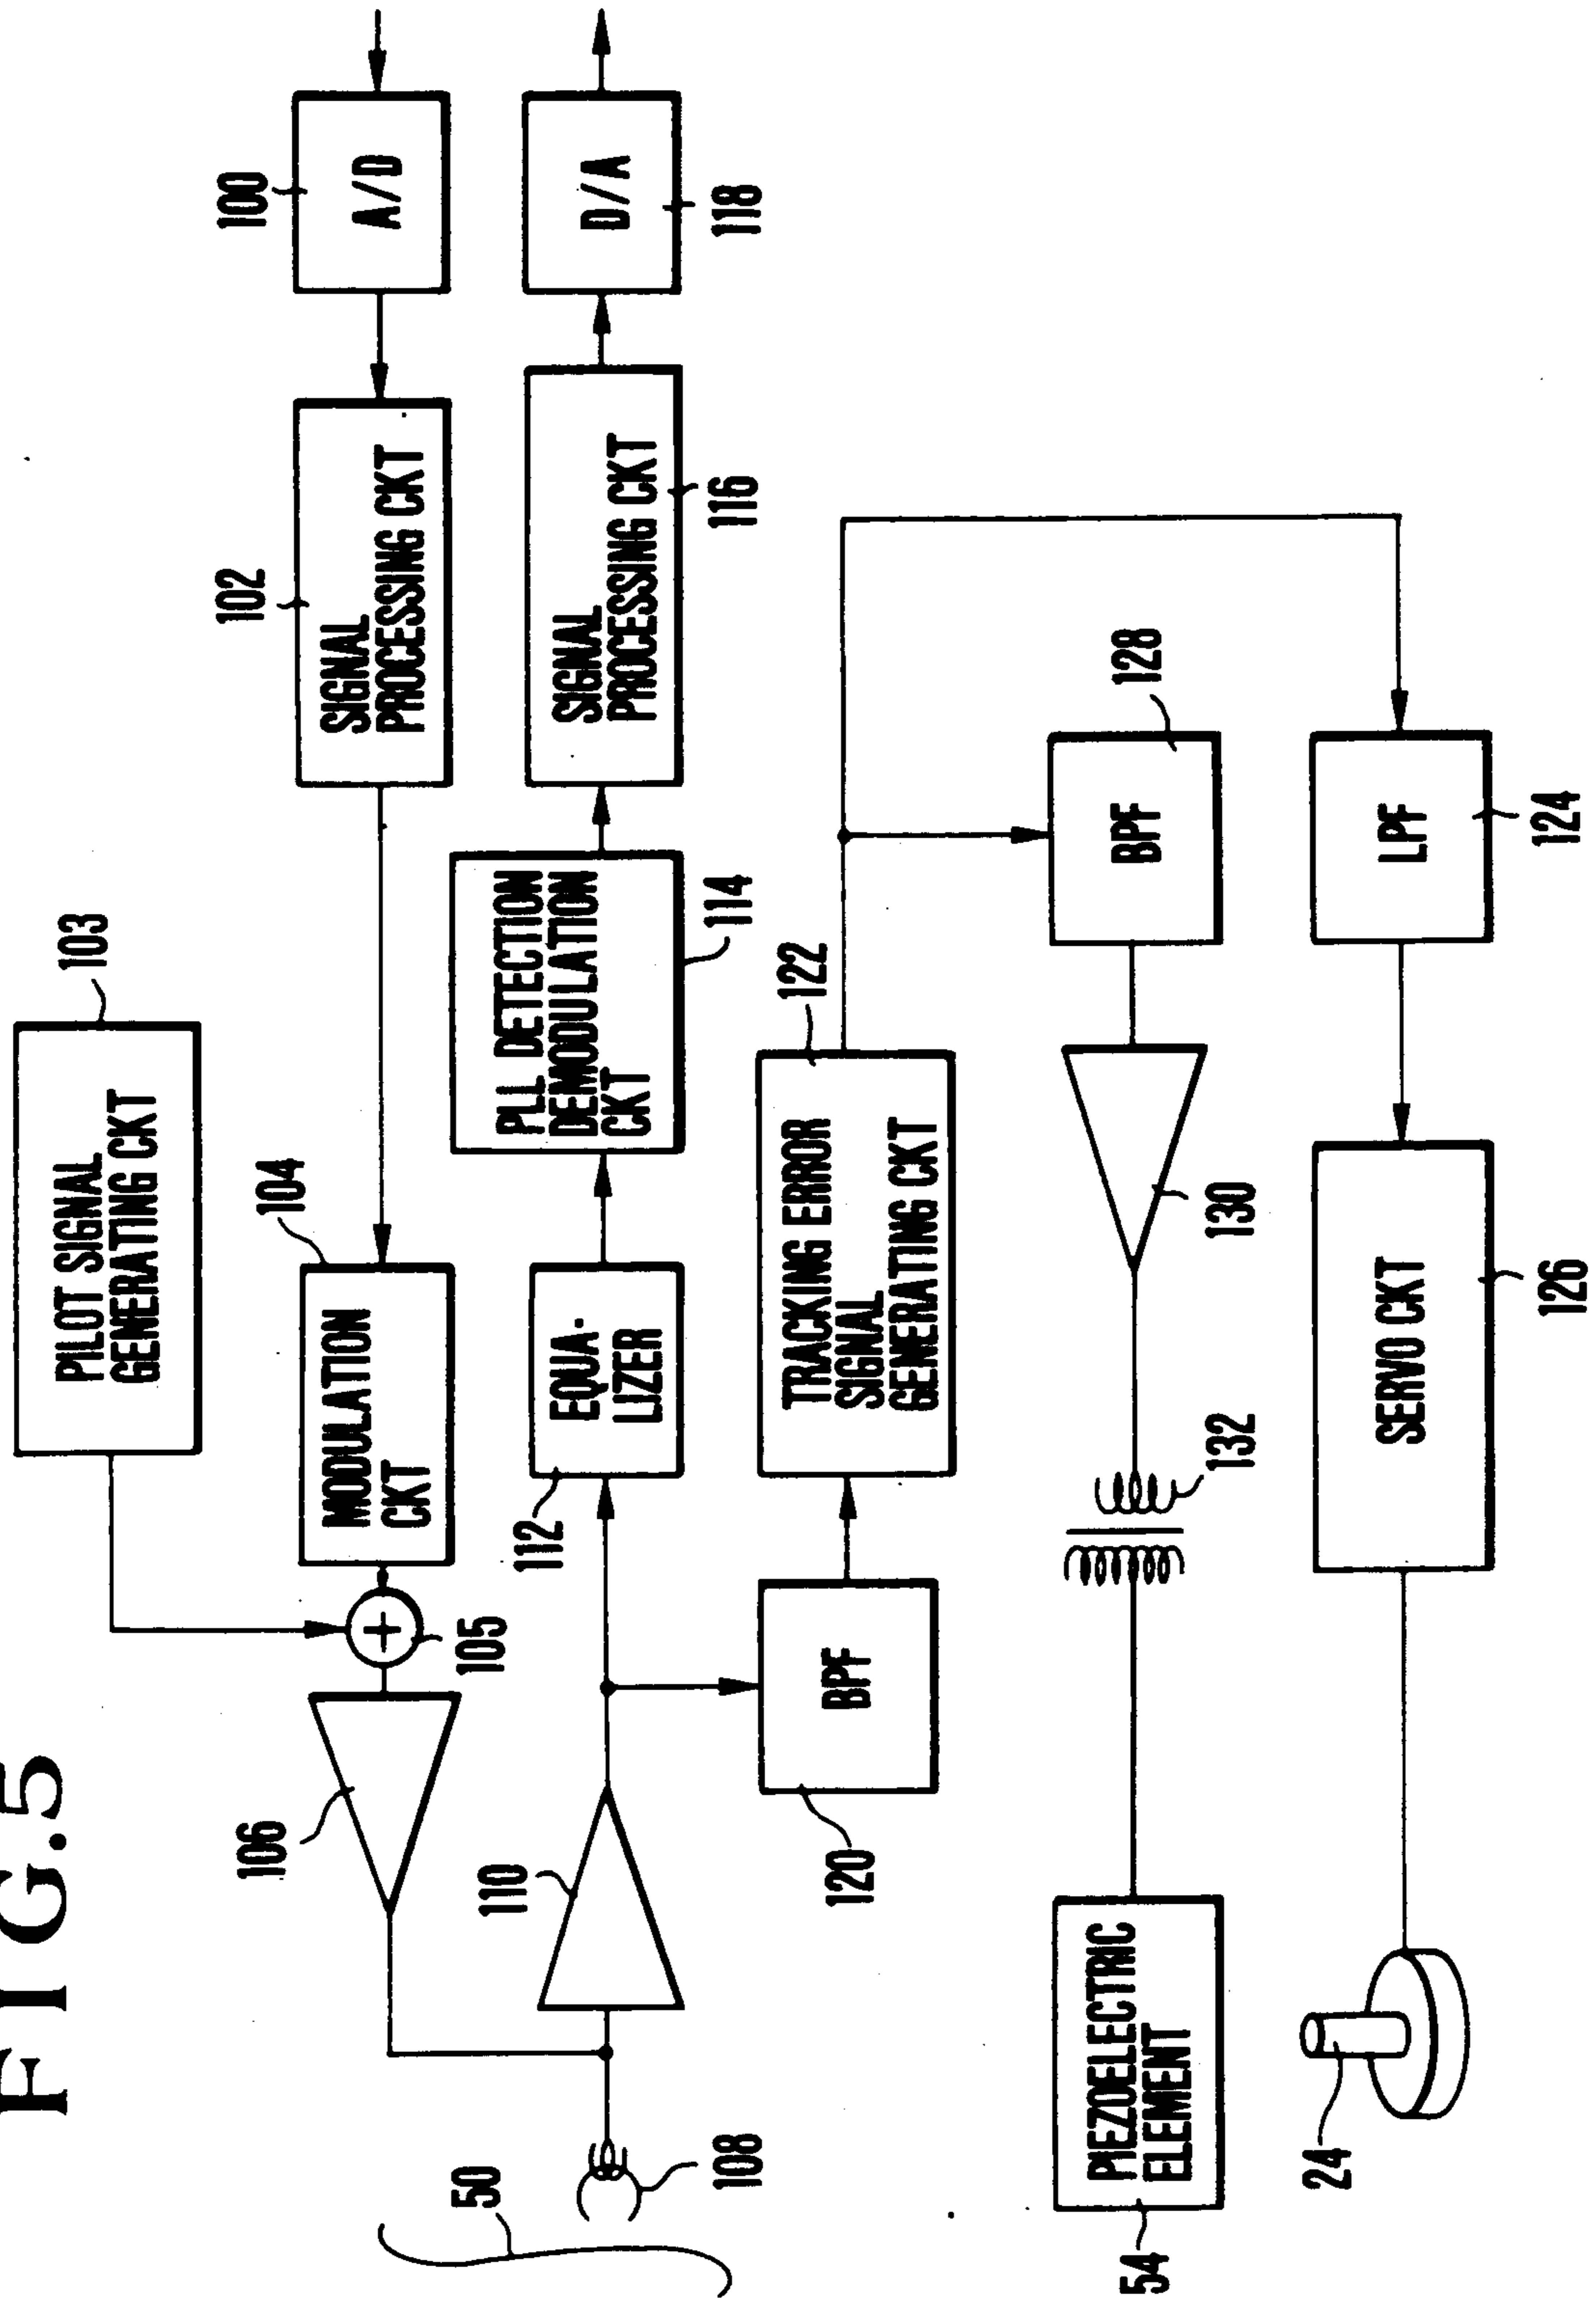 FIG.5
103
PILOT SIGNAL
GENERATING CKT
100
A/D
102
SIGNAL
PROCESSING CKT
104
MODULATION
CKT
105
106
110
112
EQUA-
LIZER
PLL DETECTION
DEMODULATION
CKT
114
SIGNAL
PROCESSING CKT
116
D/A
118
50
108
120
BPF
122
TRACKING ERROR
SIGNAL
GENERATING CKT
54
PIEZOELECTRIC
ELEMENT
132
130
BPF
128
24
SERVO CKT
126
LPF
124